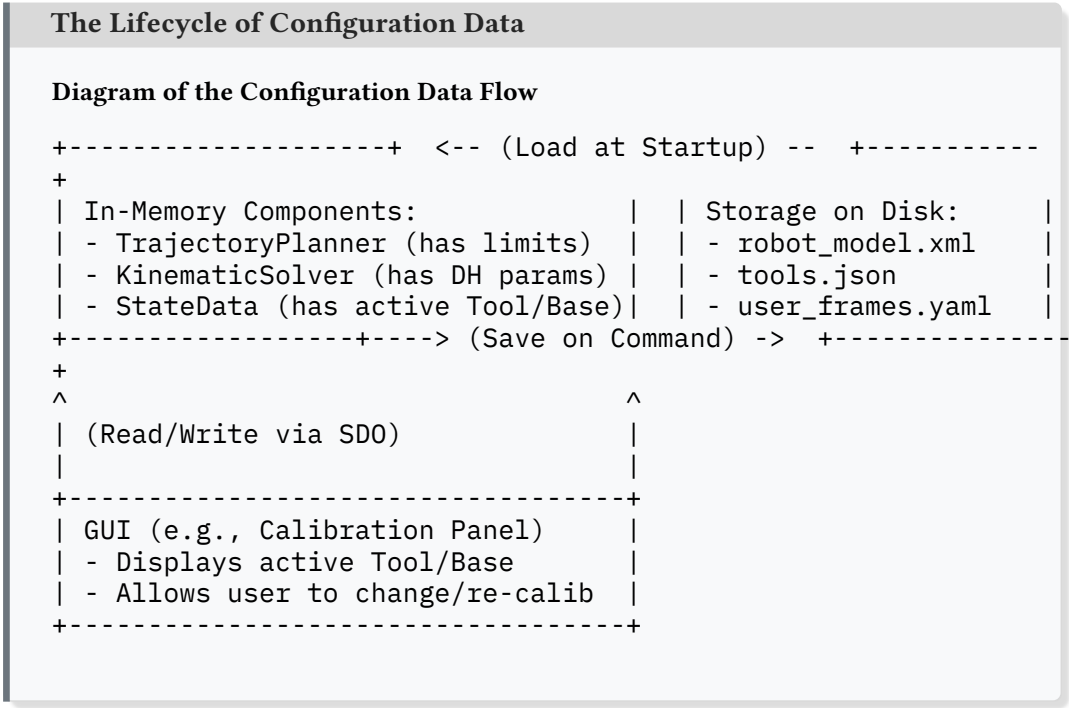 The Lifecycle of Configuration Data
Diagram of the Configuration Data Flow
+--------------------+  <-- (Load at Startup) --  +-----------
+
| In-Memory Components:             |  | Storage on Disk:     |
| - TrajectoryPlanner (has limits)  |  | - robot_model.xml    |
| - KinematicSolver (has DH params) |  | - tools.json         |
| - StateData (has active Tool/Base)|  | - user_frames.yaml   |
+------------------+----> (Save on Command) ->  +---------------
+
^                                   ^
| (Read/Write via SDO)              |
|                                   |
+-----------------------------------+
| GUI (e.g., Calibration Panel)     |
| - Displays active Tool/Base       |
| - Allows user to change/re-calib  |
+-----------------------------------+